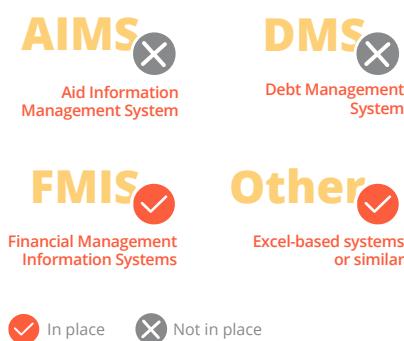 AIMS
Aid Information
Management System
DMS
Debt Management
System
FMIS
Financial Management
Information Systems
Other
Excel-based systems
or similar
In place
Not in place